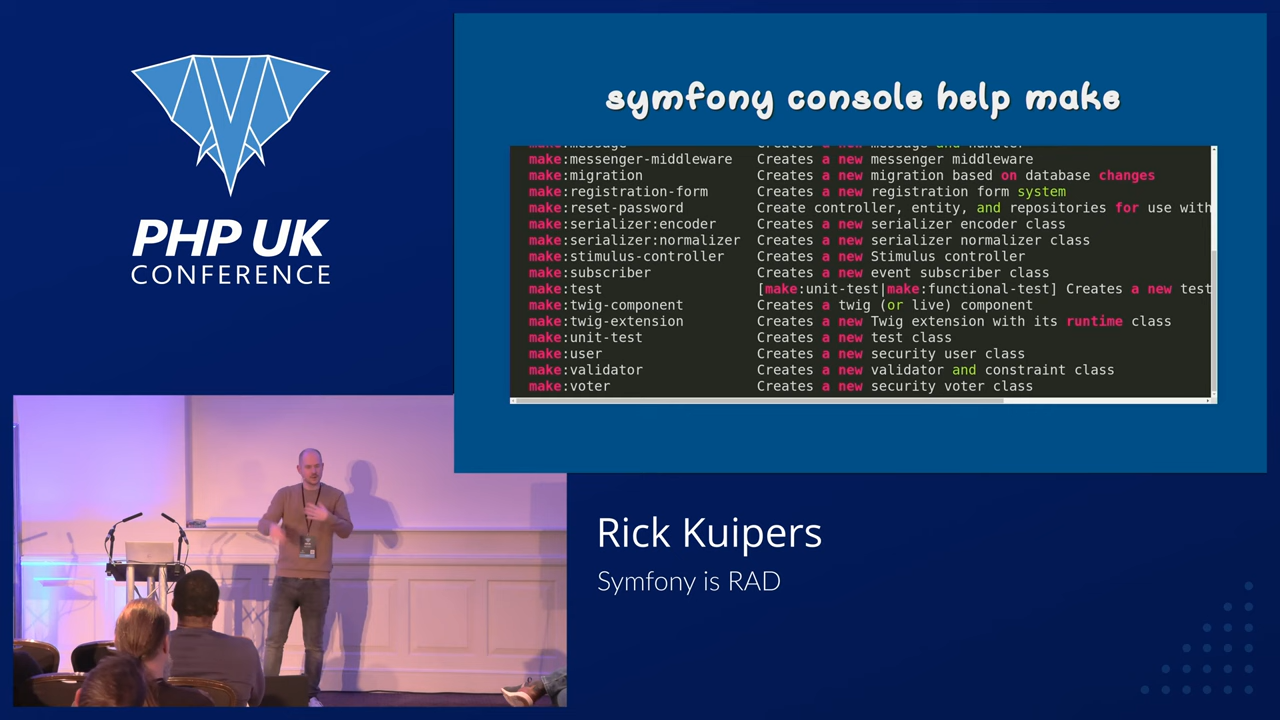 PHP UK
CONFERENCE
symfony console help make
make:message Creates a new message and handler
make:messenger-middleware Creates a new messenger middleware
make:migration Creates a new migration based on database changes
make:registration-form Creates a new registration form system
make:reset-password Create controller, entity, and repositories for use with
make:serializer:encoder Creates a new serializer encoder class
make:serializer:normalizer Creates a new serializer normalizer class
make:stimulus-controller Creates a new Stimulus controller
make:subscriber Creates a new event subscriber class
make:test [make:unit-test|make:functional-test] Creates a new test
make:twig-component Creates a twig (or live) component
make:twig-extension Creates a new Twig extension with its runtime class
make:unit-test Creates a new test class
make:user Creates a new security user class
make:validator Creates a new validator and constraint class
make:voter Creates a new security voter class
Rick Kuipers
Symfony is RAD